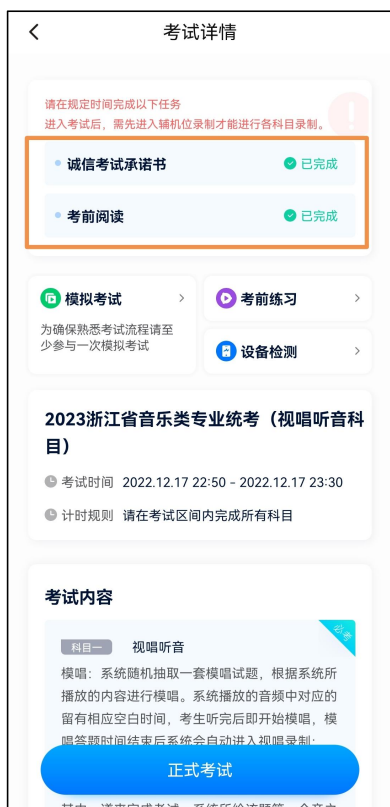 考试详情
请在规定时间完成以下任务
进入考试后，需先进入辅机位录制才能进行各科目录制。
诚信考试承诺书
已完成
考前阅读
已完成
模拟考试
为确保熟悉考试流程请至
少参与一次模拟考试
考前练习
设备检测
2023浙江省音乐类专业统考（视唱听音科
目）
考试时间 2022.12.17 22:50 - 2022.12.17 23:30
计时规则 请在考试区间内完成所有科目
考试内容
必考
科目一 视唱听音
模唱：系统随机抽取一套模唱试题，根据系统所
播放的内容进行模唱。系统播放的音频中对应的
留有相应空白时间，考生听完后即开始模唱，模
唱答题时间结束后系统会自动进入视唱录制；
正式考试